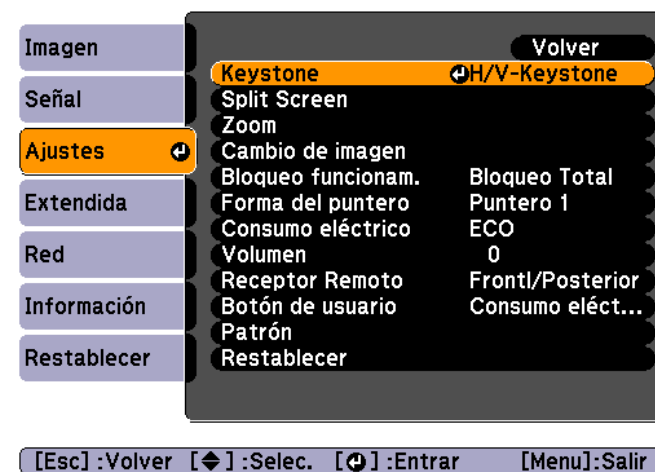 Imagen
Señal
Ajustes
Extendida
Red
Información
Restablecer
Volver
Keystone H/V-Keystone
Split Screen
Zoom
Cambio de imagen
Bloqueo funcionam. Bloqueo Total
Forma del puntero Puntero 1
Consumo eléctrico ECO
Volumen 0
Receptor Remoto Frontl/Posterior
Botón de usuario Consumo eléct...
Patrón
Restablecer
[Esc] :Volver [◆] :Selec. [⏎] :Entrar [Menu]:Salir